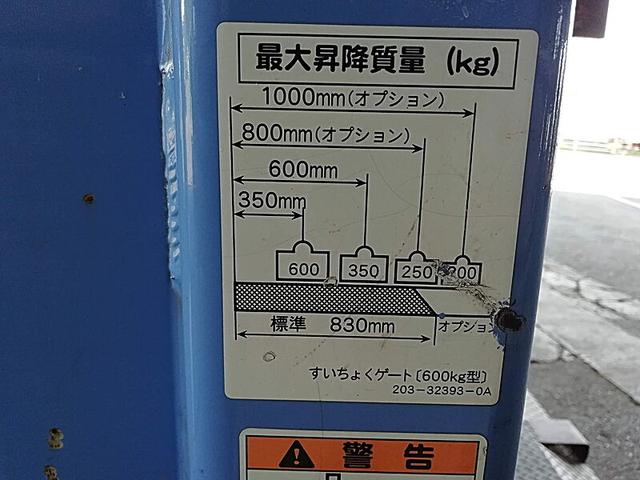 最大昇降質量 (kg)
1000mm(オプション)
800mm(オプション)
600mm
350mm
600 350 250
標準 830mm オプション
すいちょくゲート〔600kg型〕
203-32393-0A
警告